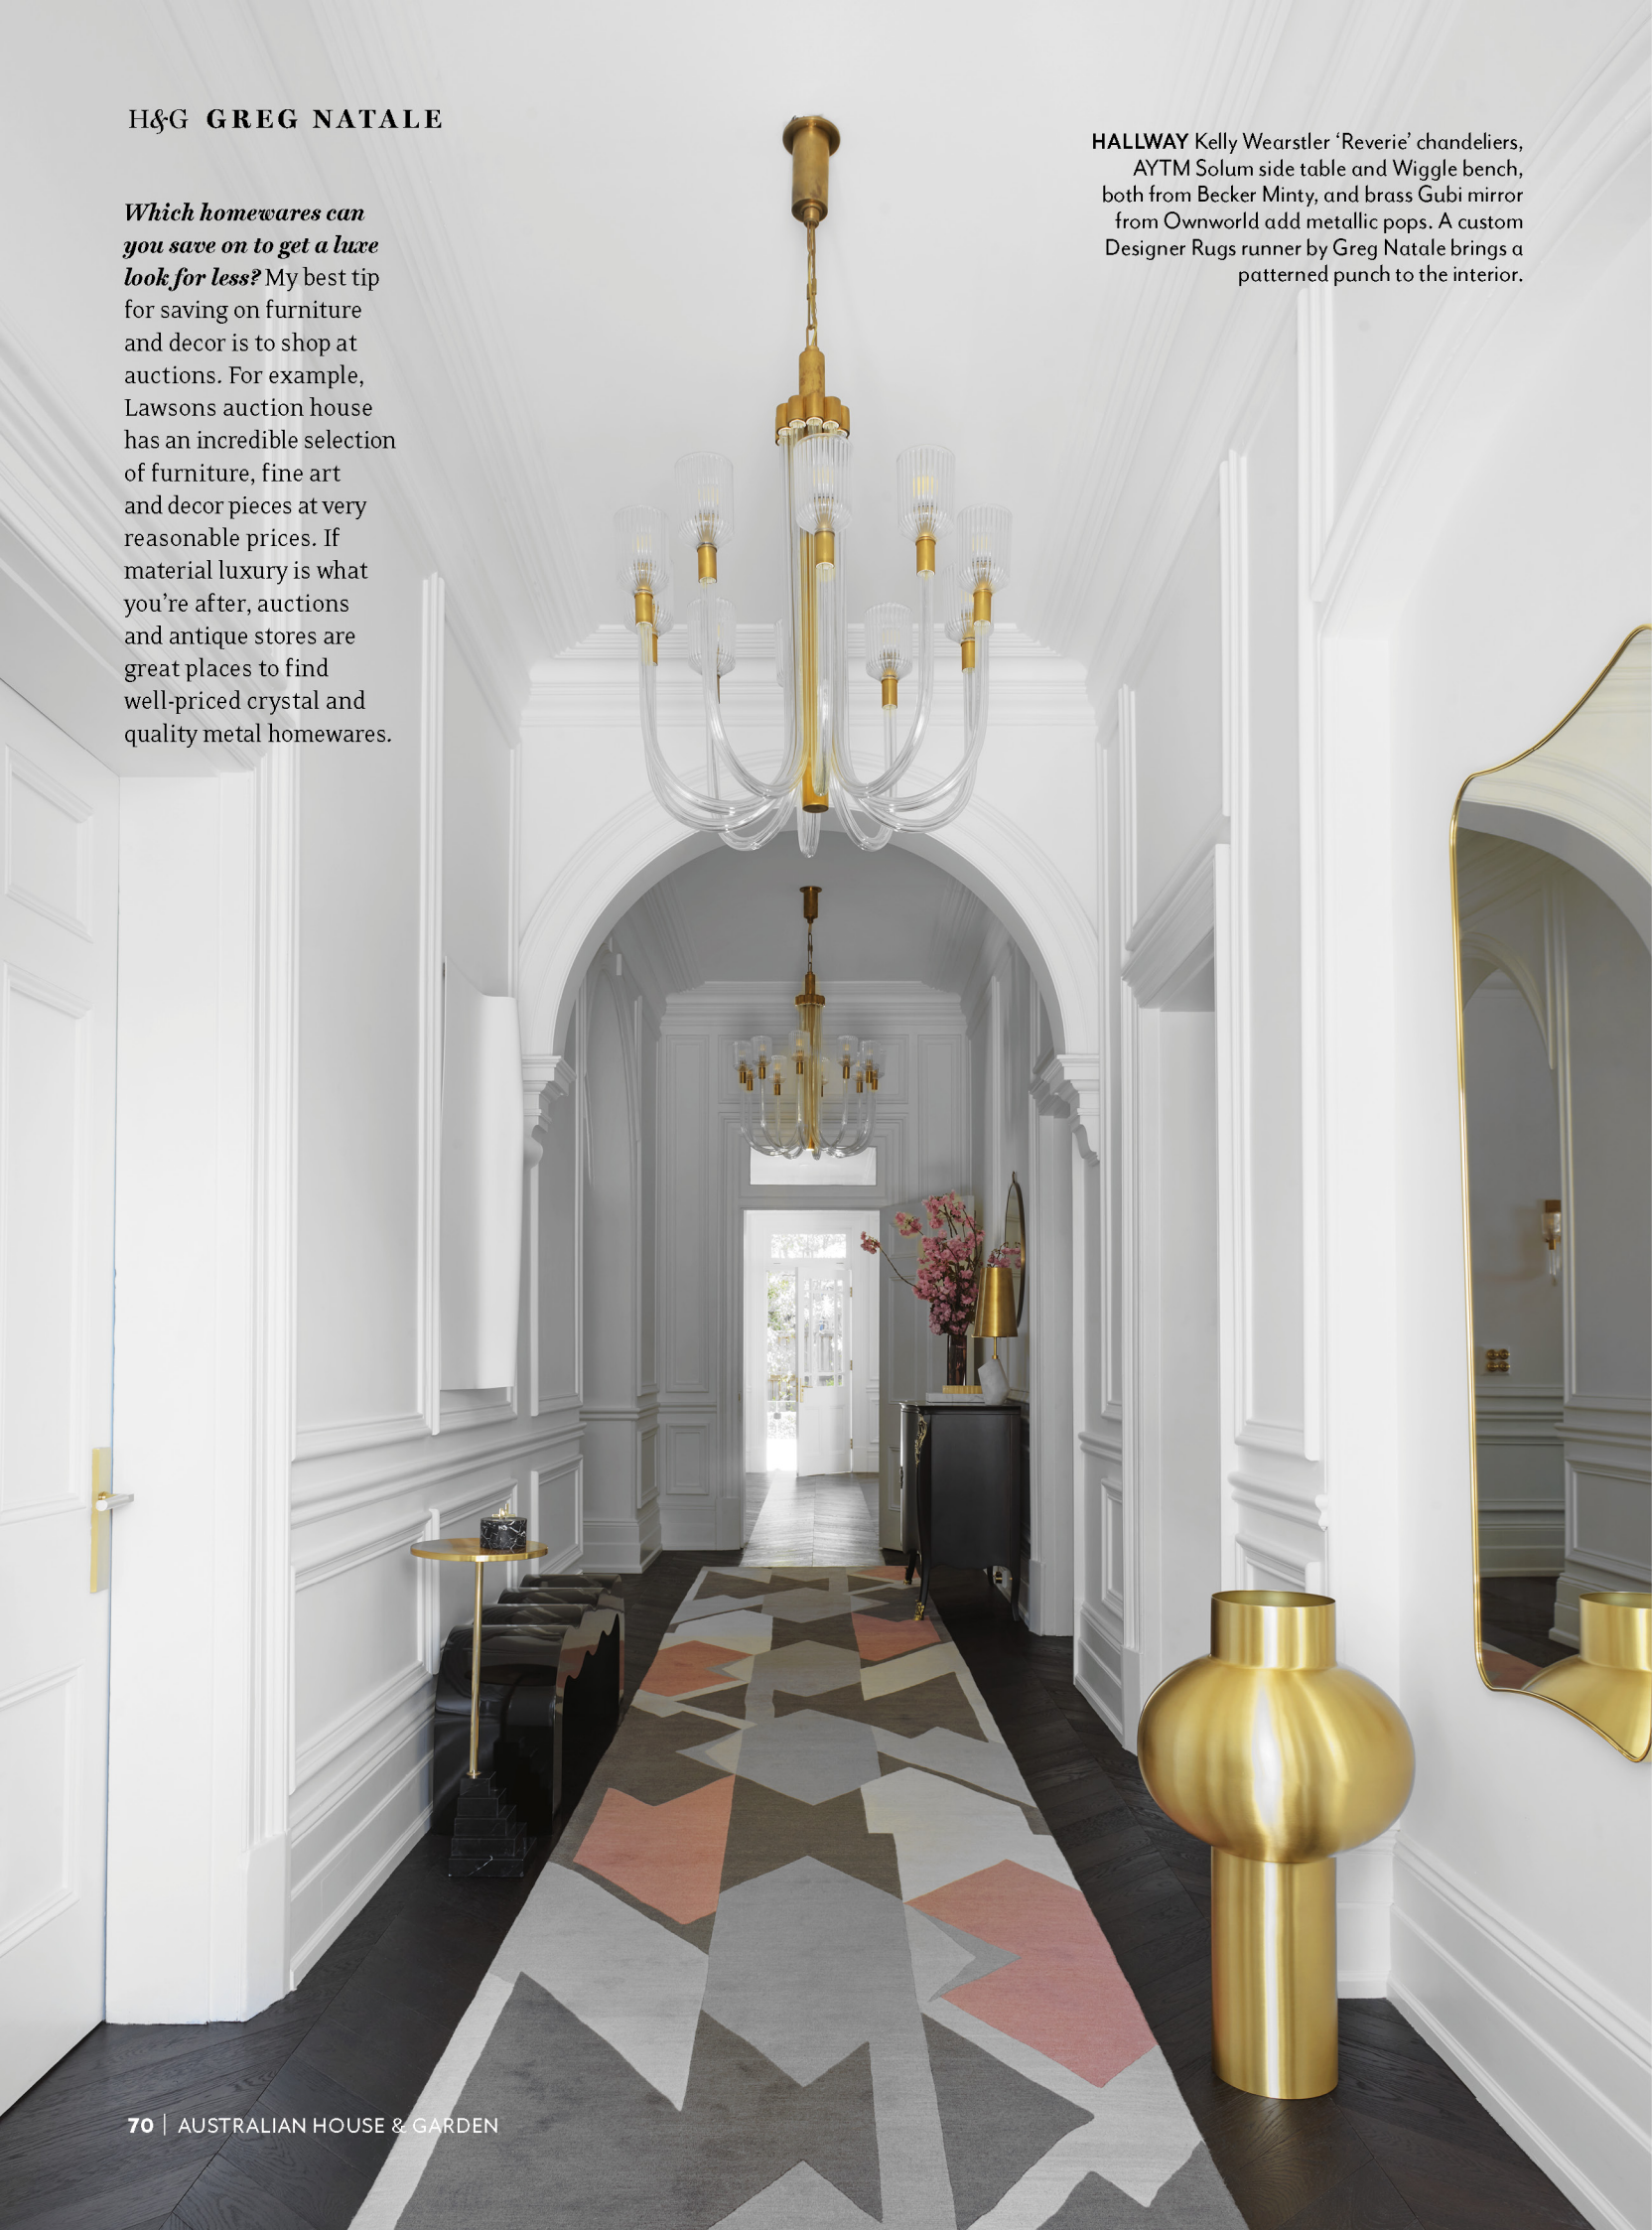 H&G GREG NATALE
Which homewares can
you save on to get a luxe
look for less? My best tip
for saving on furniture
and decor is to shop at
auctions. For example,
Lawsons auction house
has an incredible selection
of furniture, fine art
and decor pieces at very
reasonable prices. If
material luxury is what
you’re after, auctions
and antique stores are
great places to find
well-priced crystal and
quality metal homewares.
HALLWAY Kelly Wearstler ‘Reverie’ chandeliers,
AYTM Solum side table and Wiggle bench,
both from Becker Minty, and brass Gubi mirror
from Ownworld add metallic pops. A custom
Designer Rugs runner by Greg Natale brings a
patterned punch to the interior.
70 | AUSTRALIAN HOUSE & GARDEN